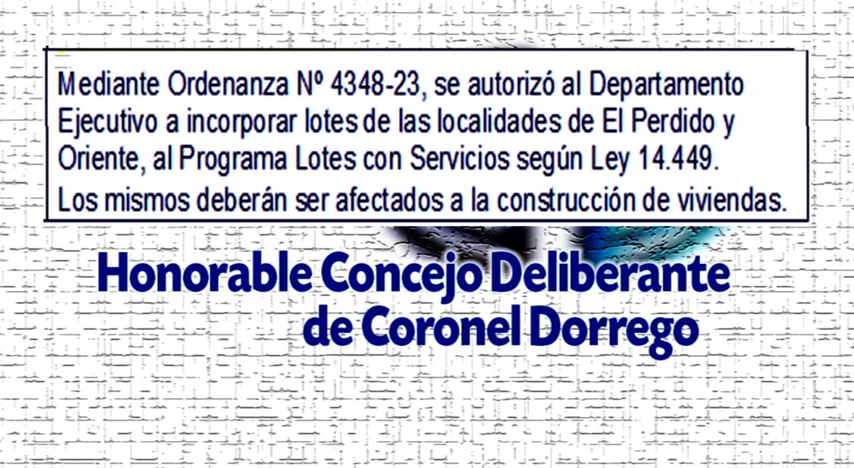 Mediante Ordenanza Nº 4348-23, se autorizó al Departamento
Ejecutivo a incorporar lotes de las localidades de El Perdido y
Oriente, al Programa Lotes con Servicios según Ley 14.449.
Los mismos deberán ser afectados a la construcción de viviendas.
Honorable Concejo Deliberante
de Coronel Dorrego